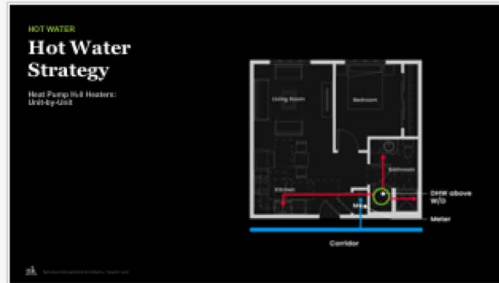 HOT WATER
Hot Water
Strategy
Heat Pump Hull Heaters:
Unit-by-Unit
Living Room
Bedroom
Bathroom
Kitchen
DHW above
W/D
Meter
Corridor